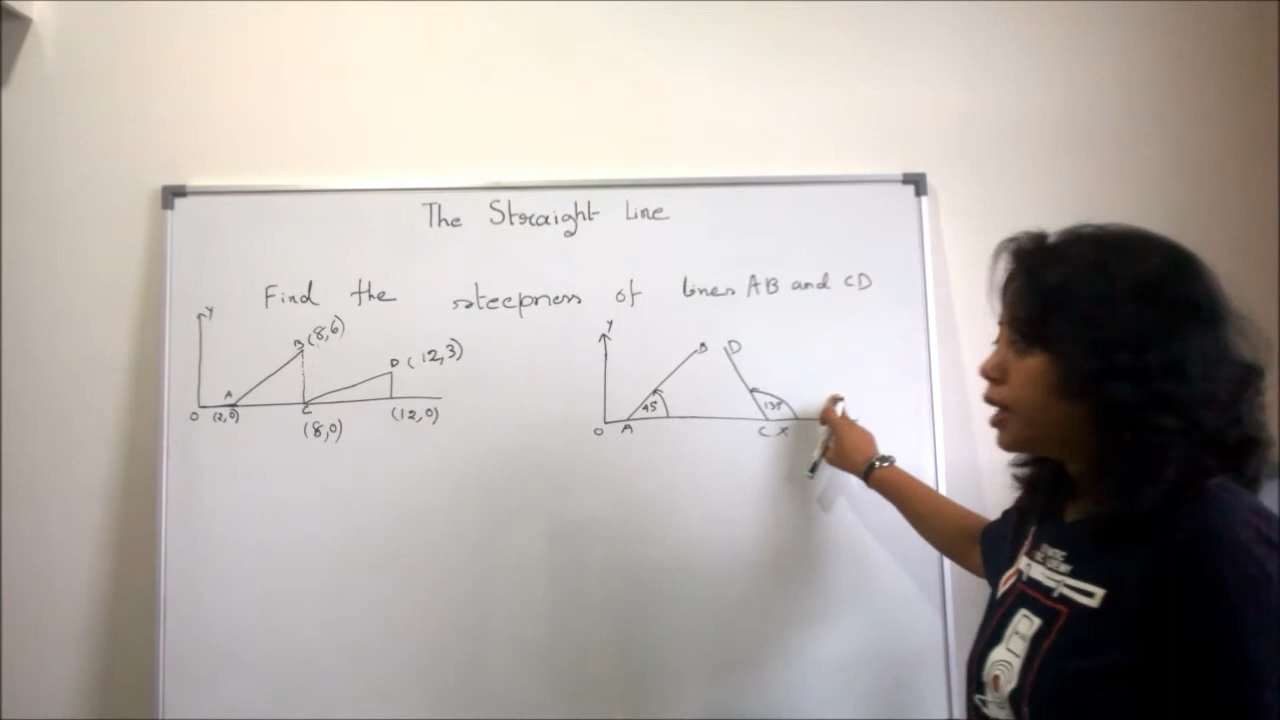 The Straight Line
Find the steepness of lines AB and CD
Y
B (8,6)
D (12,3)
A
O (2,0) C (12,0)
(8,0)
Y
B D
45 135
O A C X